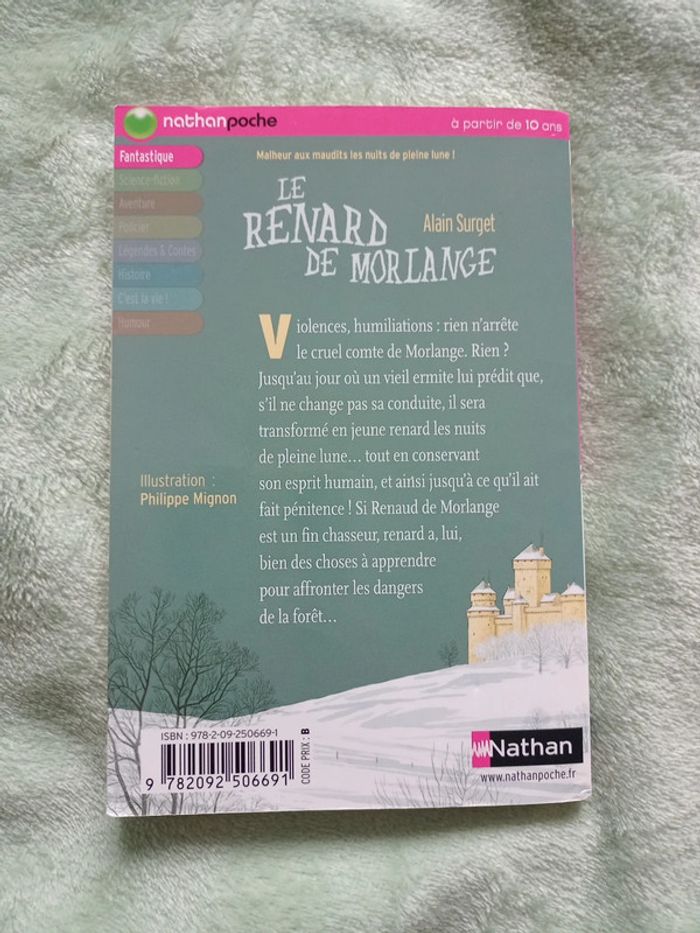 nathanpoche
à partir de 10 ans
Fantastique
Science-fiction
Aventure
Policier
Légendes & Contes
Histoire
C'est la vie !
Humour
Malheur aux maudits les nuits de pleine lune !
LE
RENARD
DE MORLANGE
Alain Surget
Violences, humiliations : rien n'arrête
le cruel comte de Morlange. Rien ?
Jusqu'au jour où un vieil ermite lui prédit que,
s'il ne change pas sa conduite, il sera
transformé en jeune renard les nuits
de pleine lune... tout en conservant
son esprit humain, et ainsi jusqu'à ce qu'il ait
fait pénitence ! Si Renaud de Morlange
est un fin chasseur, renard a, lui,
bien des choses à apprendre
pour affronter les dangers
de la forêt...
Illustration :
Philippe Mignon
ISBN : 978-2-09-250669-1
9 782092 506691
CODE PRIX : B
Nathan
www.nathanpoche.fr